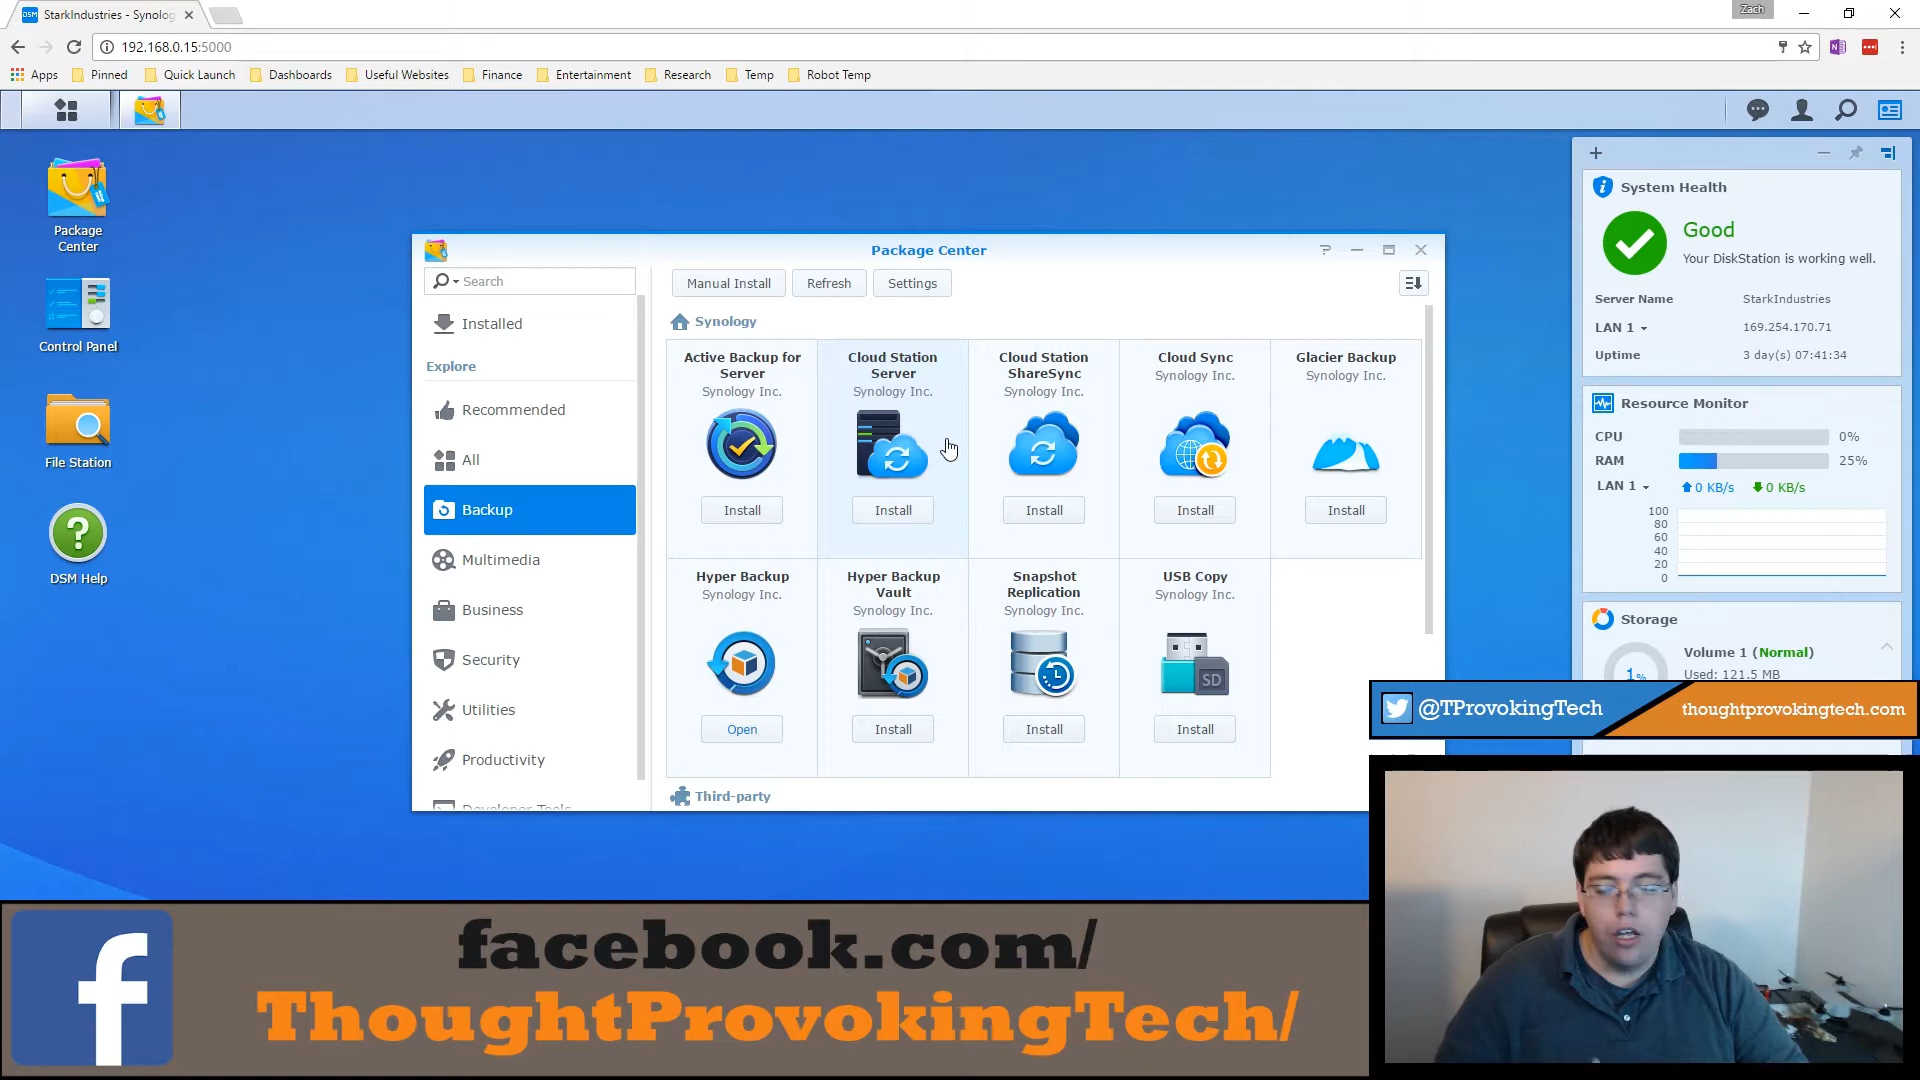 StarkIndustries - Synolog
Zach
192.168.0.15:5000
Apps
Pinned
Quick Launch
Dashboards
Useful Websites
Finance
Entertainment
Research
Temp
Robot Temp
Package
Center
Control Panel
File Station
DSM Help
Package Center
Search
Manual Install
Refresh
Settings
Installed
Explore
Recommended
All
Backup
Multimedia
Business
Security
Utilities
Productivity
Developer Tools
Synology
Active Backup for
Server
Synology Inc.
Install
Cloud Station
Server
Synology Inc.
Install
Cloud Station
ShareSync
Synology Inc.
Install
Cloud Sync
Synology Inc.
Install
Glacier Backup
Synology Inc.
Install
Hyper Backup
Synology Inc.
Open
Hyper Backup
Vault
Synology Inc.
Install
Snapshot
Replication
Synology Inc.
Install
USB Copy
Synology Inc.
SD
Install
Third-party
System Health
Good
Your DiskStation is working well.
Server Name StarkIndustries
LAN 1 169.254.170.71
Uptime 3 day(s) 07:41:34
Resource Monitor
CPU 0%
RAM 25%
LAN 1 0 KB/s 0 KB/s
100
80
60
40
20
0
Storage
Volume 1 (Normal)
Used: 121.5 MB
1%
@TProvokingTech
thoughtprovokingtech.com
facebook.com/
ThoughtProvokingTech/